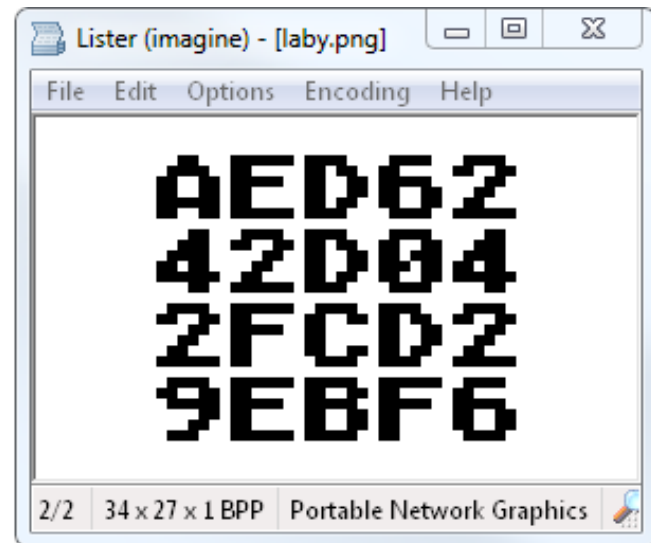 Lister (imagine) - [laby.png]
File Edit Options Encoding Help
AED62
42D04
2FCD2
9EBF6
2/2 34 x 27 x 1 BPP Portable Network Graphics